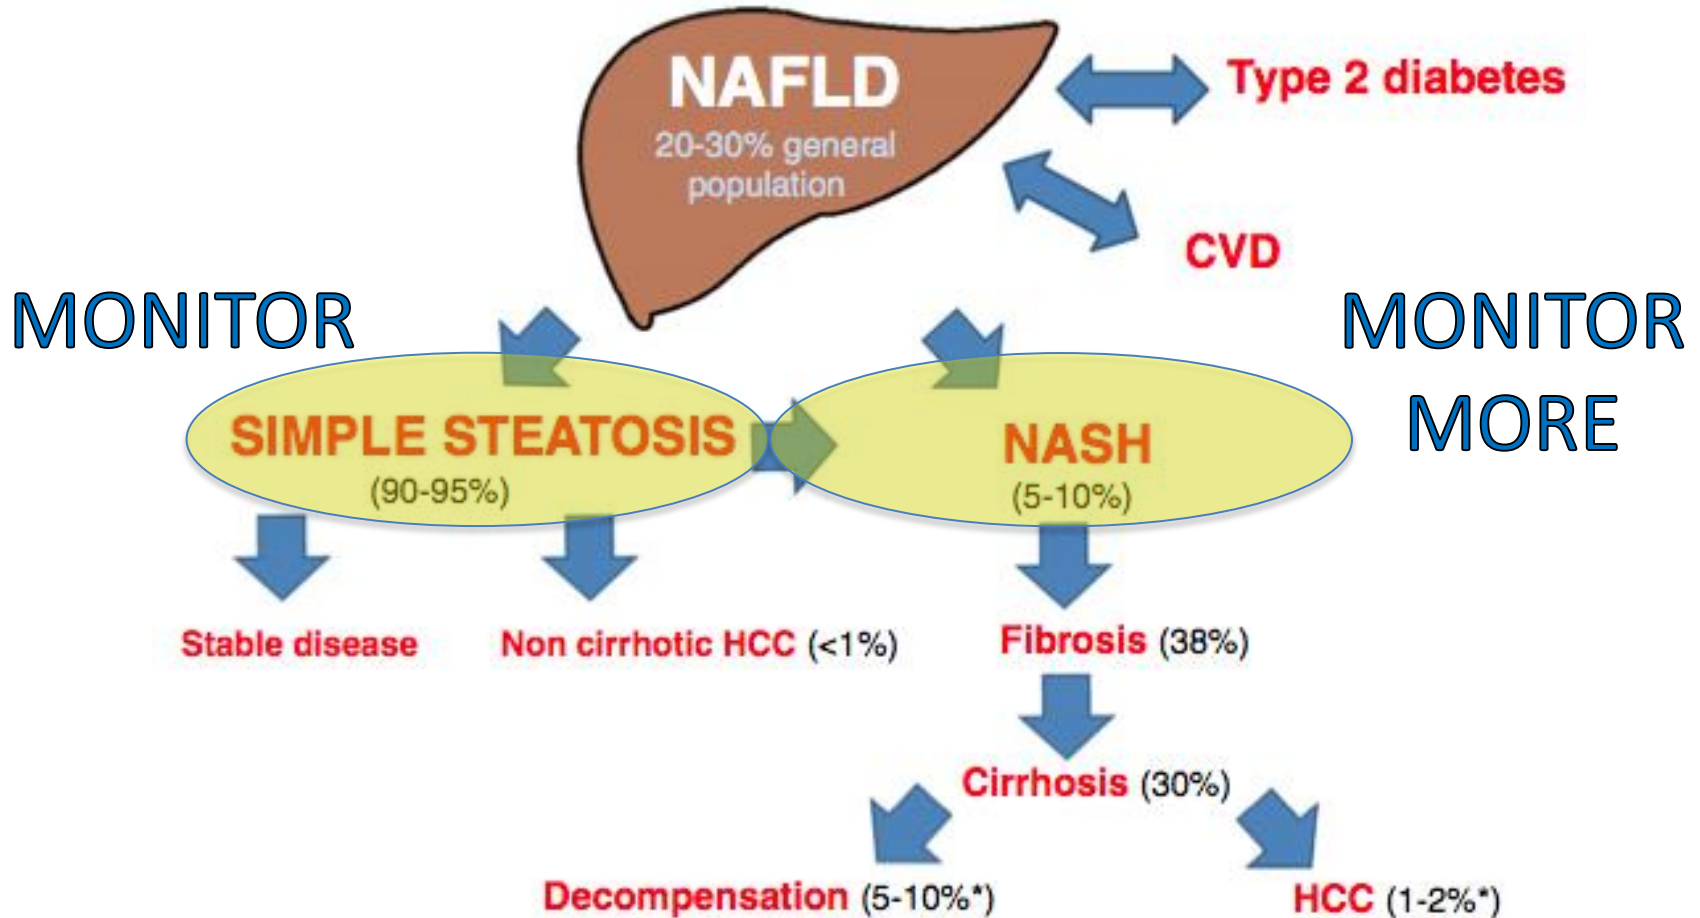 NAFLD
20-30% general
population
Type 2 diabetes
CVD
MONITOR
MONITOR
MORE
SIMPLE STEATOSIS
(90-95%)
NASH
(5-10%)
Stable disease
Non cirrhotic HCC (<1%)
Fibrosis (38%)
Cirrhosis (30%)
Decompensation (5-10%*)
HCC (1-2%*)